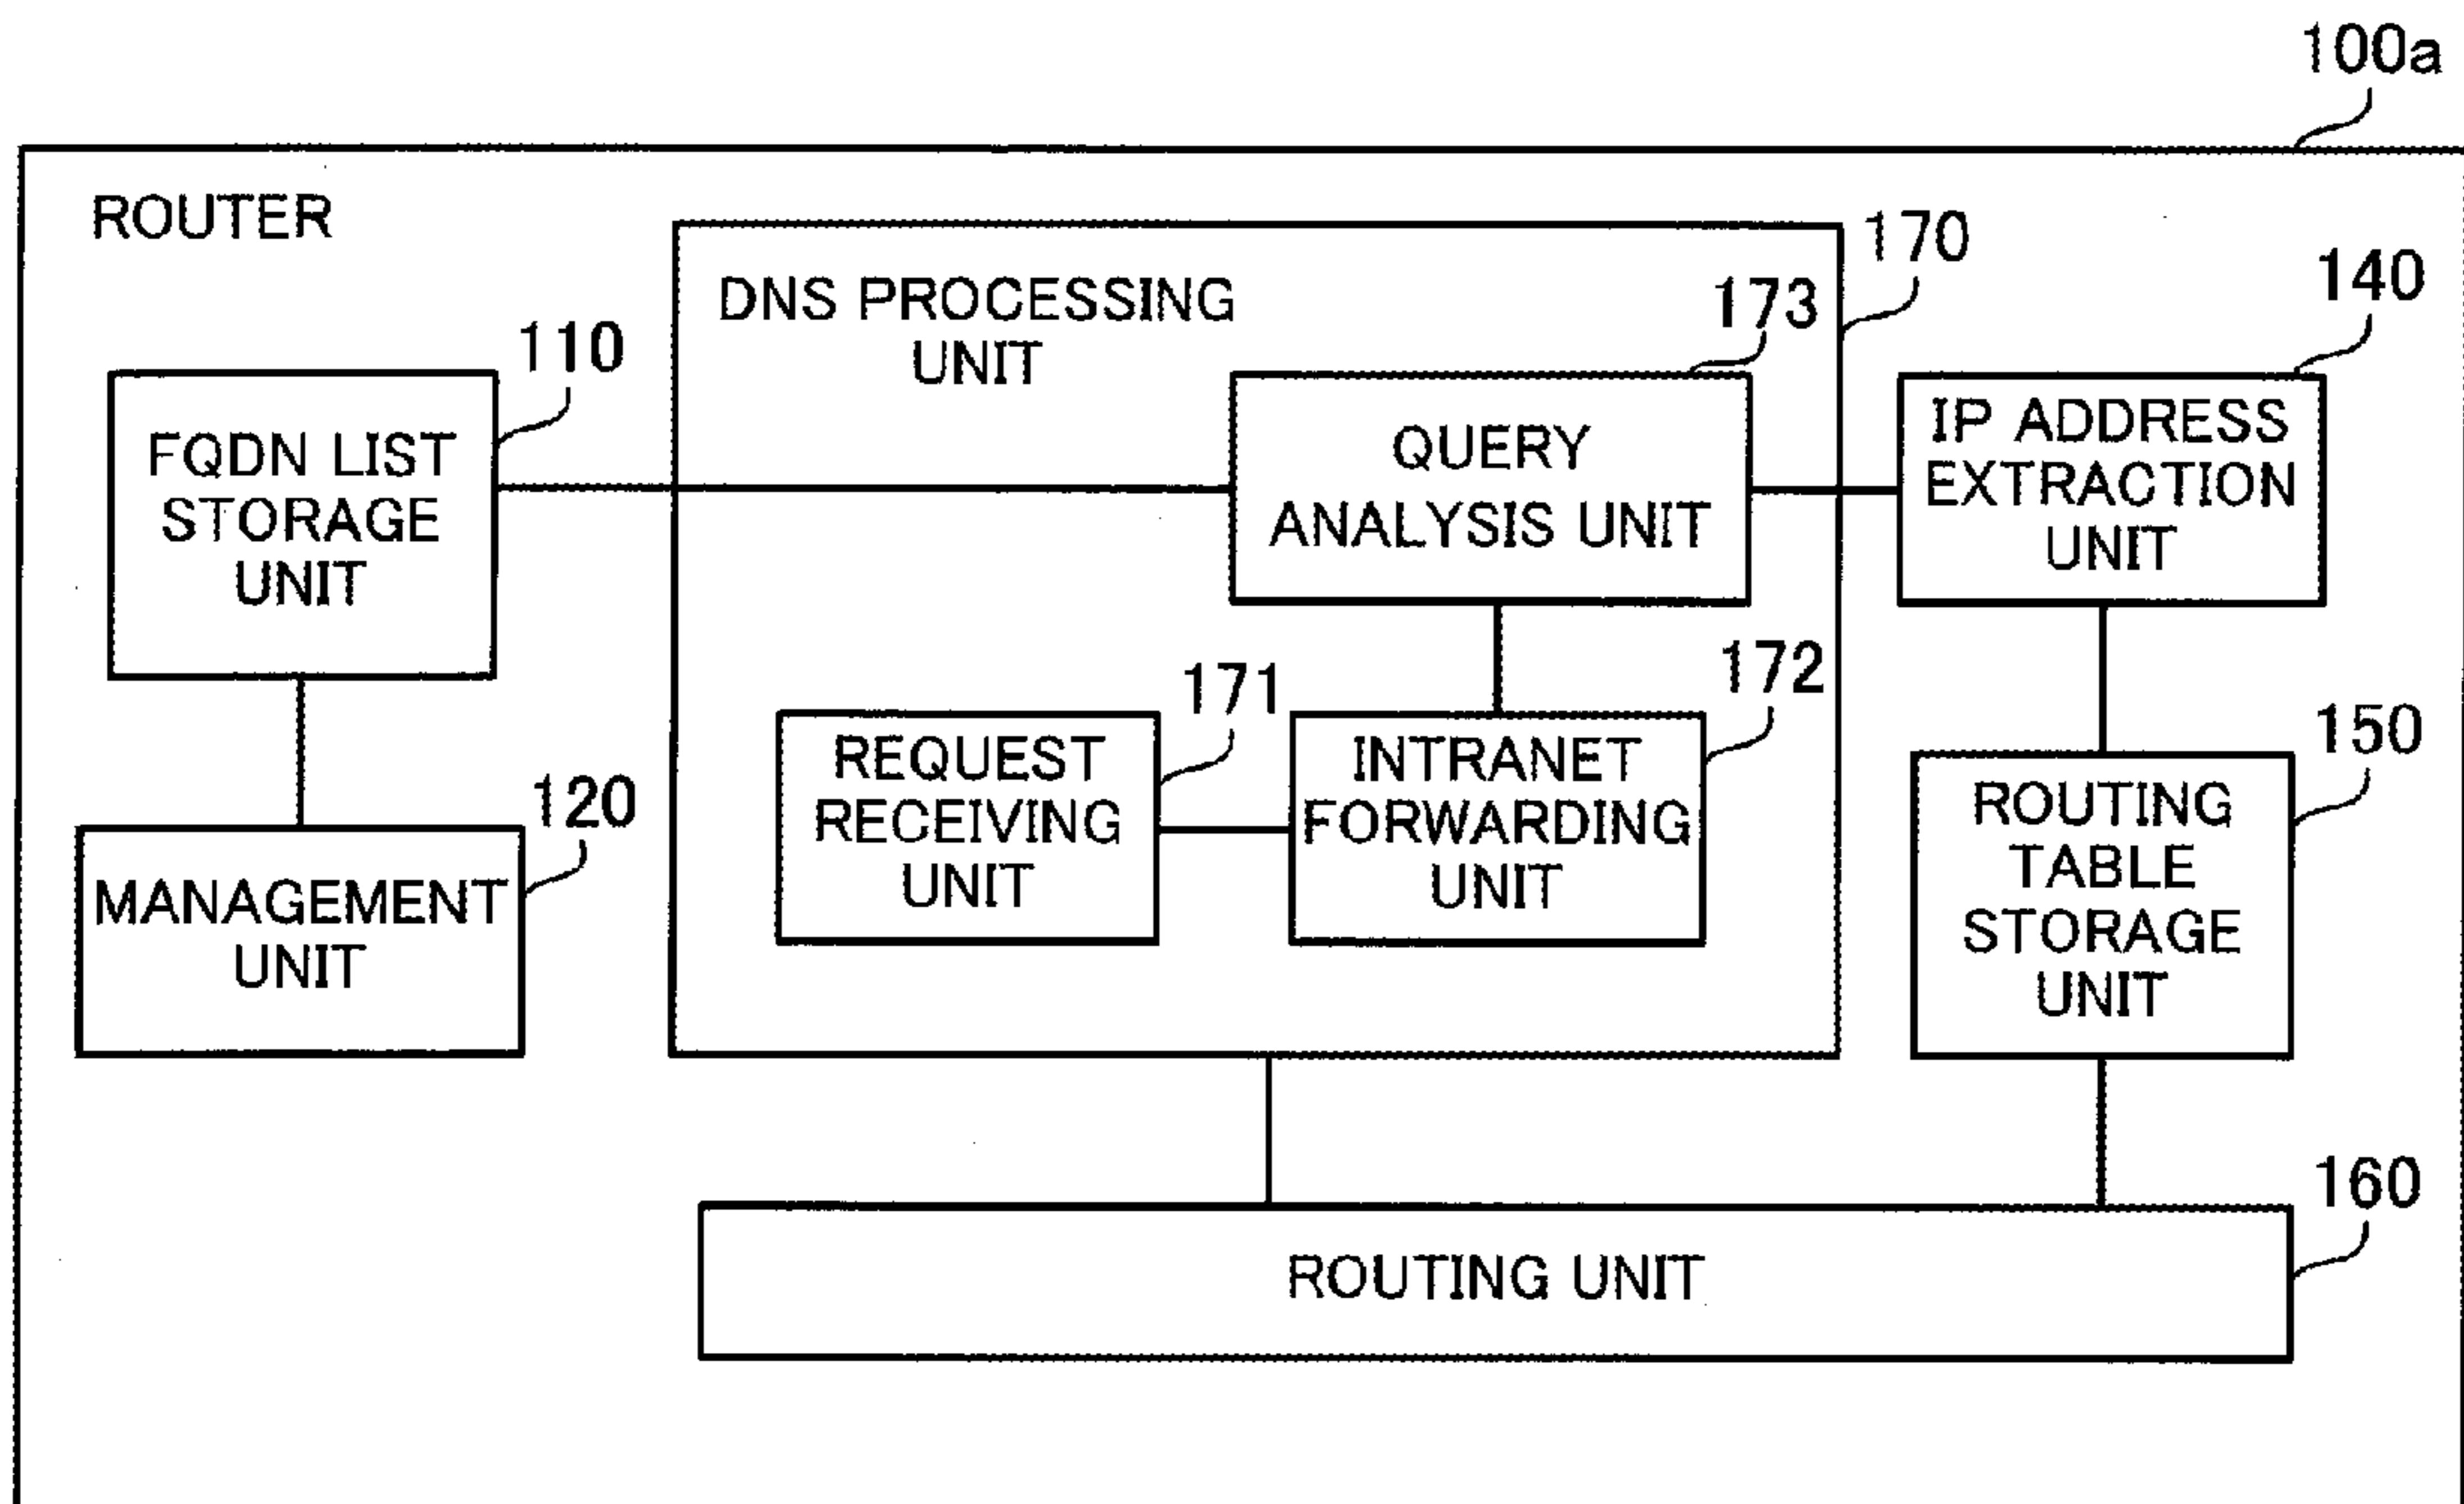 100a
ROUTER
170
DNS PROCESSING
UNIT
173
140
110
FQDN LIST
STORAGE
UNIT
QUERY
ANALYSIS UNIT
IP ADDRESS
EXTRACTION
UNIT
171
172
150
REQUEST
RECEIVING
UNIT
INTRANET
FORWARDING
UNIT
ROUTING
TABLE
STORAGE
UNIT
120
MANAGEMENT
UNIT
160
ROUTING UNIT